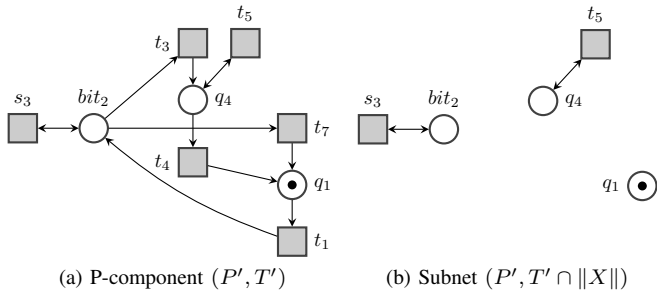 t₃ t₅ t₅
s₃ bit₂ q₄ s₃ bit₂ q₄
t₇
t₄
q₁ q₁
t₁
(a) P-component (P′, T′) (b) Subnet (P′, T′ ∩ ‖X‖)